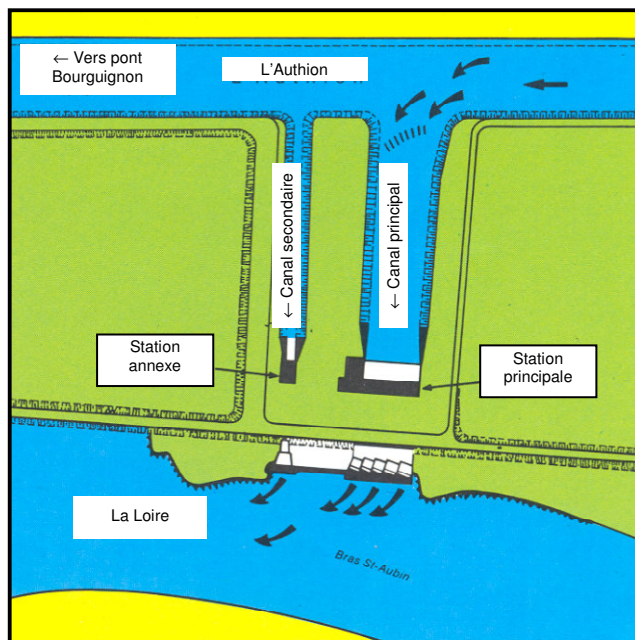 ← Vers pont
Bourguignon
L'Authion
← Canal secondaire
← Canal principal
Station
annexe
Station
principale
La Loire
Bras St-Aubin